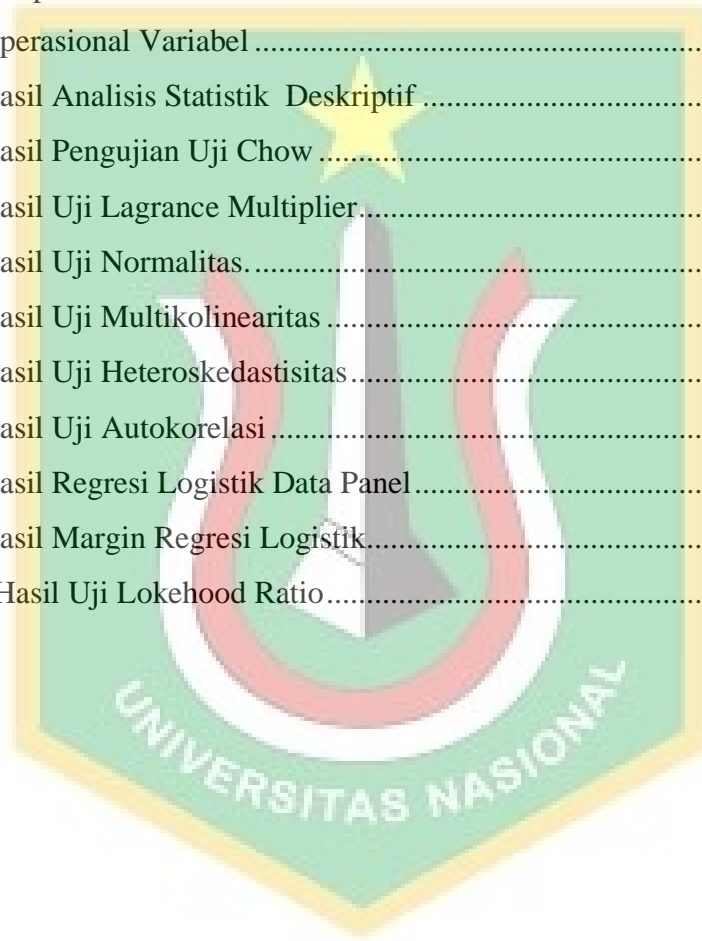 perasional Variabel ........................................................
asil Analisis Statistik Deskriptif ...................................
asil Pengujian Uji Chow ................................................
asil Uji Lagrance Multiplier...........................................
asil Uji Normalitas..........................................................
asil Uji Multikolinearitas ...............................................
asil Uji Heteroskedastisitas............................................
asil Uji Autokorelasi.......................................................
asil Regresi Logistik Data Panel....................................
asil Margin Regresi Logistik..........................................
Hasil Uji Lokehood Ratio................................................
UNIVERSITAS NASIONAL